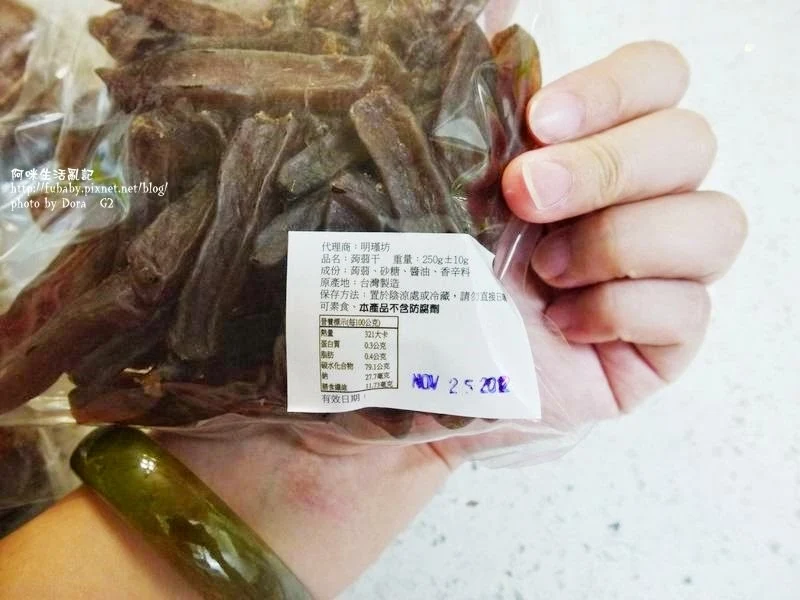 阿咪生活亂記
http://fubaby.pixnet.net/blog/
photo by Dora G2
代理商：明瑾坊
品名：蒟蒻干 重量：250g±10g
成份：蒟蒻、砂糖、醬油、香辛料
原產地：台灣製造
保存方法：置於陰涼處或冷藏，請勿直接日
可素食、本產品不含防腐劑
營養標示(每100公克)
熱量 321大卡
蛋白質 0.3公克
脂肪 0.4公克
碳水化合物 79.1公克
鈉 27.7毫克
膳食纖維 11.73毫克
有效日期：
NOV 25 2012